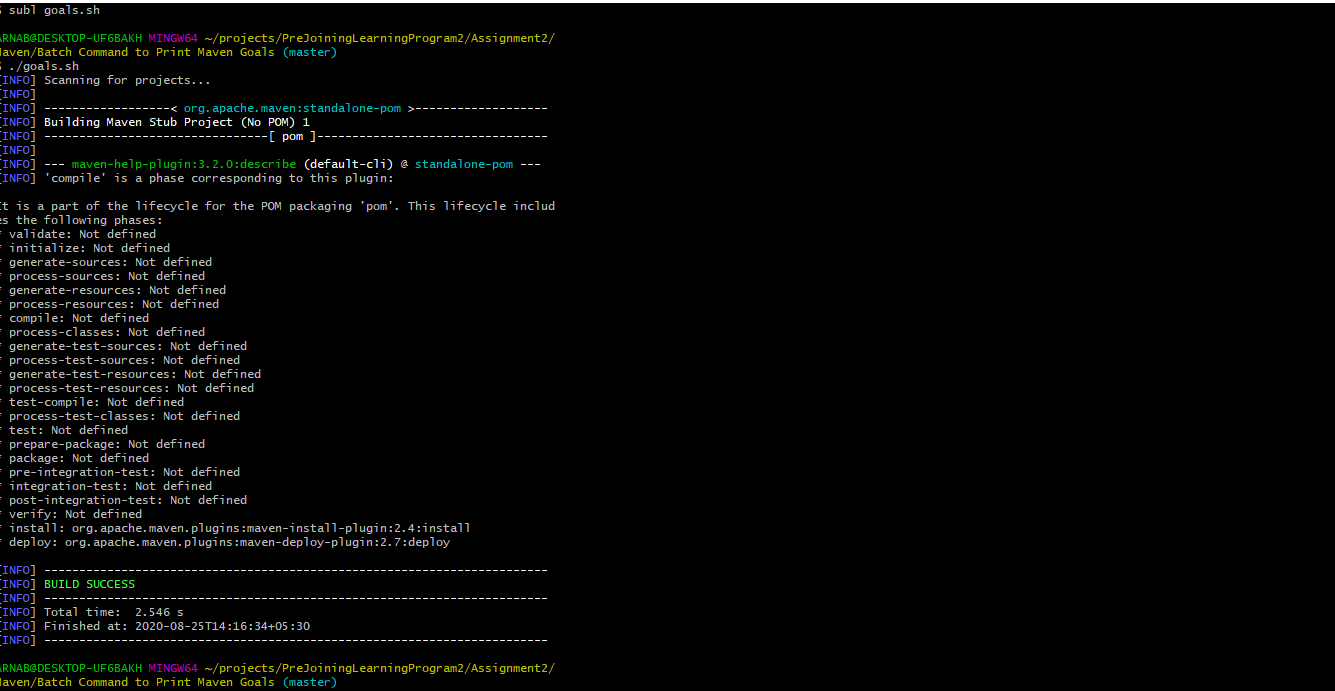 $ subl goals.sh
ARNAB@DESKTOP-UF6BAKH MINGW64 ~/projects/PreJoiningLearningProgram2/Assignment2/
Maven/Batch Command to Print Maven Goals (master)
$ ./goals.sh
[INFO] Scanning for projects...
[INFO]
[INFO] ------------------< org.apache.maven:standalone-pom >-------------------
[INFO] Building Maven Stub Project (No POM) 1
[INFO] --------------------------------[ pom ]---------------------------------
[INFO]
[INFO] --- maven-help-plugin:3.2.0:describe (default-cli) @ standalone-pom ---
[INFO] 'compile' is a phase corresponding to this plugin:
It is a part of the lifecycle for the POM packaging 'pom'. This lifecycle includ
es the following phases:
* validate: Not defined
* initialize: Not defined
* generate-sources: Not defined
* process-sources: Not defined
* generate-resources: Not defined
* process-resources: Not defined
* compile: Not defined
* process-classes: Not defined
* generate-test-sources: Not defined
* process-test-sources: Not defined
* generate-test-resources: Not defined
* process-test-resources: Not defined
* test-compile: Not defined
* process-test-classes: Not defined
* test: Not defined
* prepare-package: Not defined
* package: Not defined
* pre-integration-test: Not defined
* integration-test: Not defined
* post-integration-test: Not defined
* verify: Not defined
* install: org.apache.maven.plugins:maven-install-plugin:2.4:install
* deploy: org.apache.maven.plugins:maven-deploy-plugin:2.7:deploy
[INFO] ------------------------------------------------------------------------
[INFO] BUILD SUCCESS
[INFO] ------------------------------------------------------------------------
[INFO] Total time:  2.546 s
[INFO] Finished at: 2020-08-25T14:16:34+05:30
[INFO] ------------------------------------------------------------------------
ARNAB@DESKTOP-UF6BAKH MINGW64 ~/projects/PreJoiningLearningProgram2/Assignment2/
Maven/Batch Command to Print Maven Goals (master)